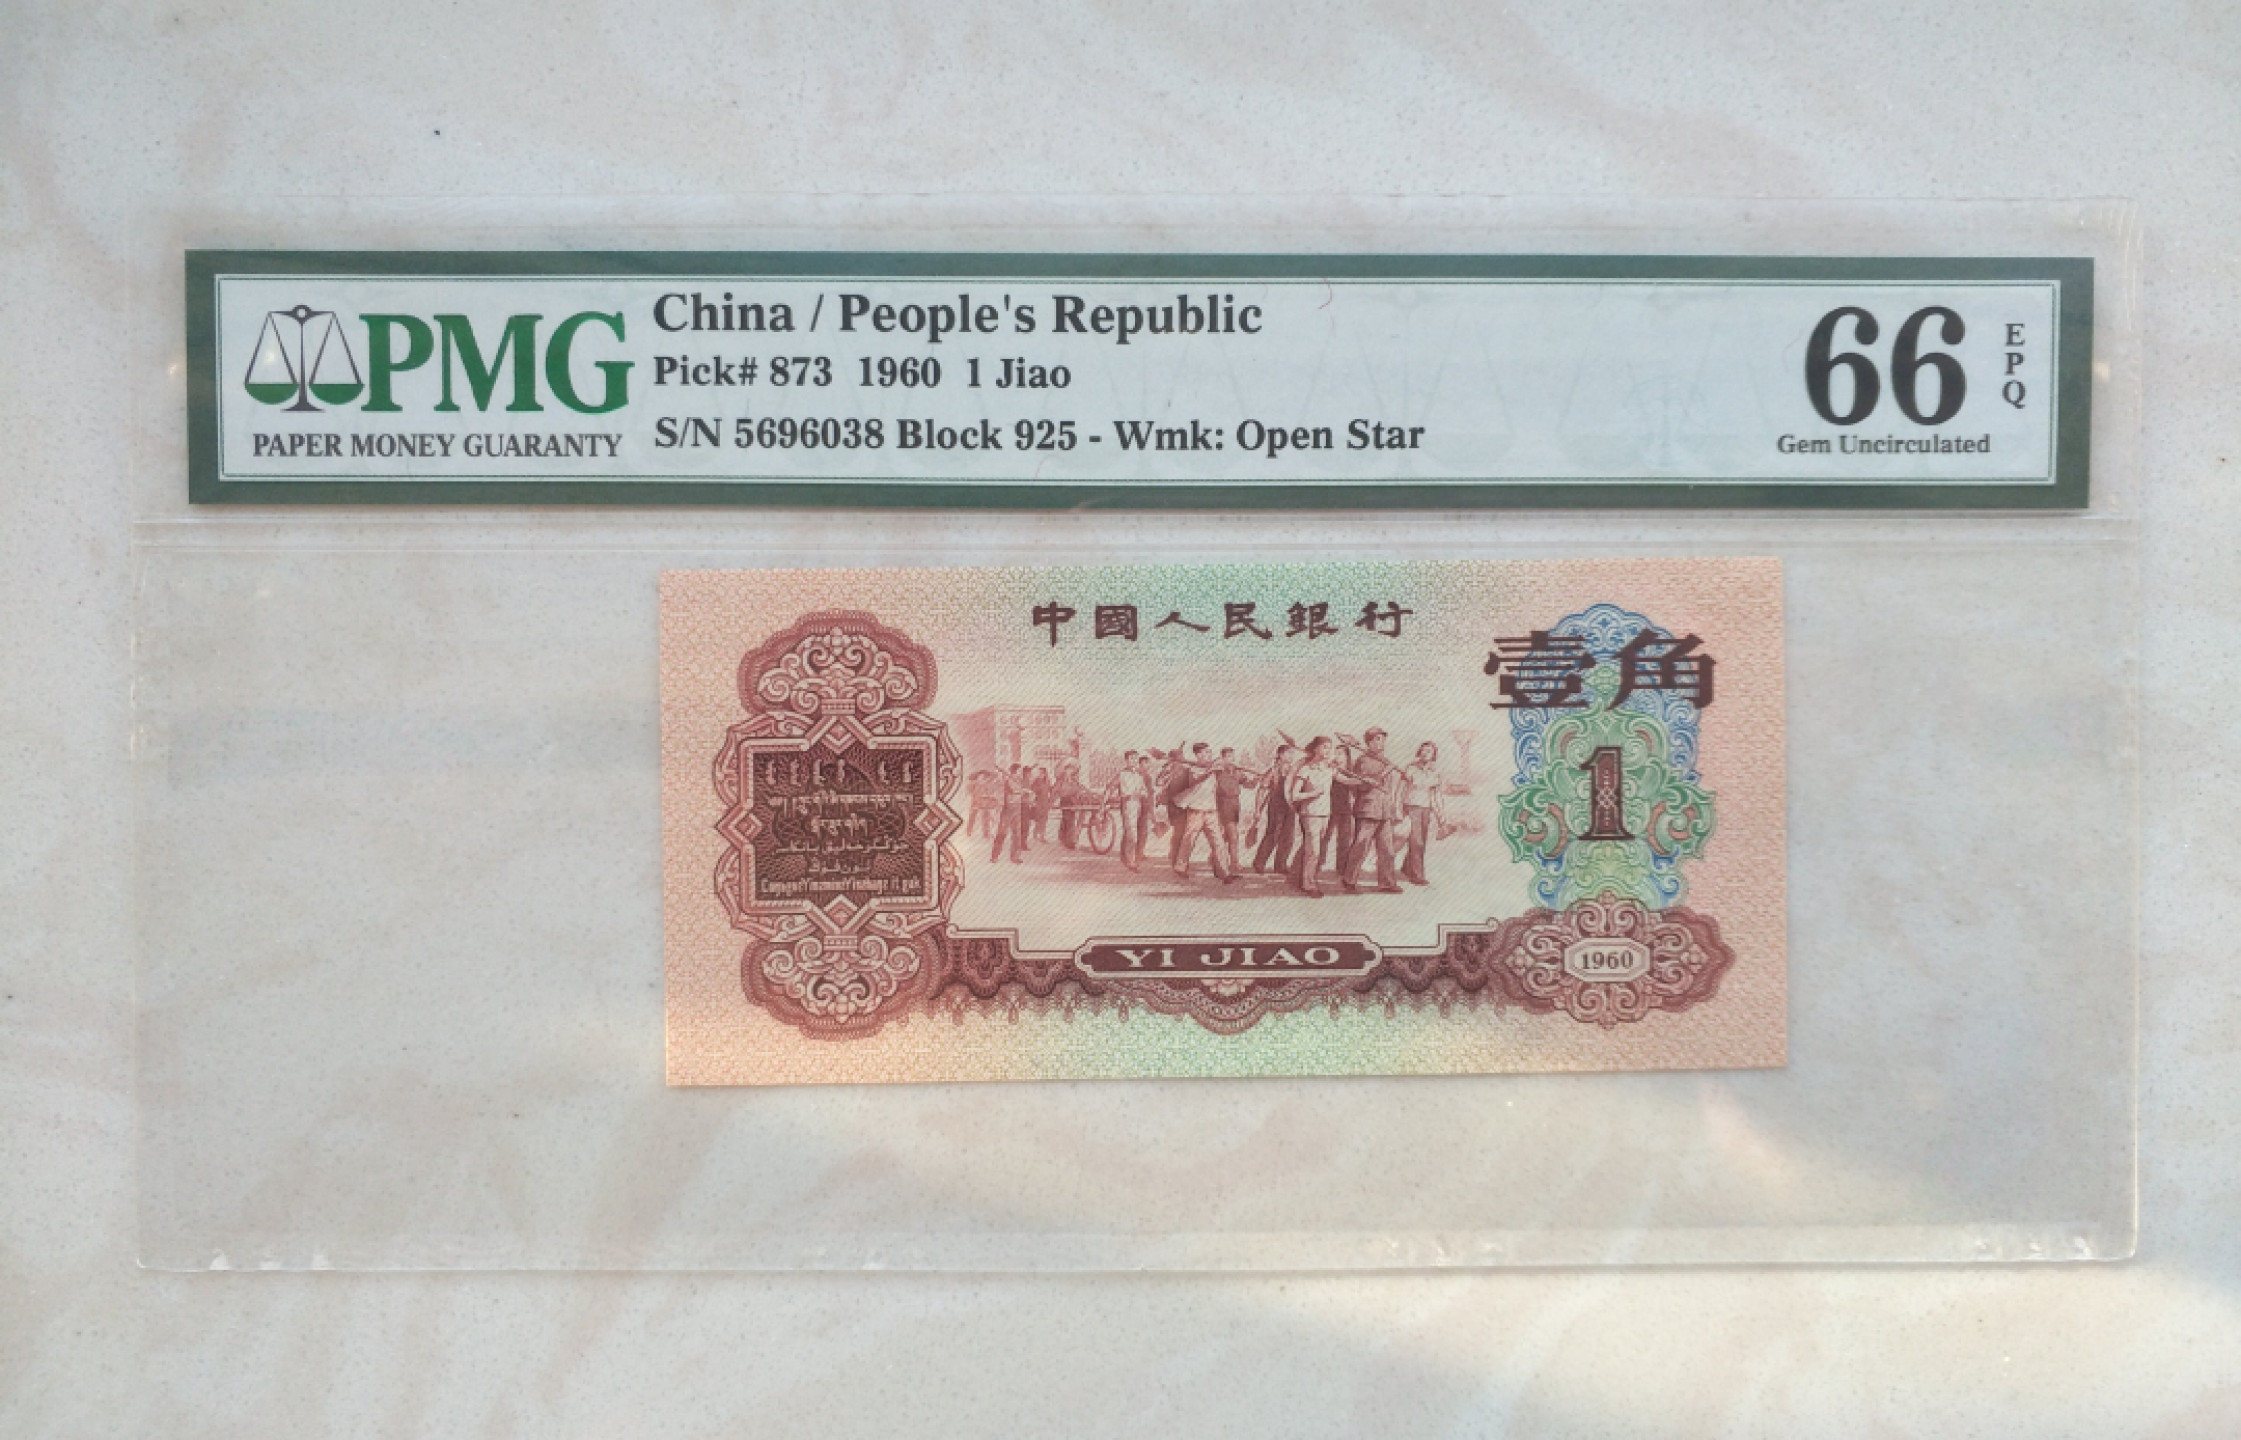 PMG
PAPER MONEY GUARANTY
China / People's Republic
Pick# 873 1960 1 Jiao
S/N 5696038 Block 925 - Wmk: Open Star
66
EPQ
Gem Uncirculated
中國人民銀行
壹角
1
YI JIAO
1960